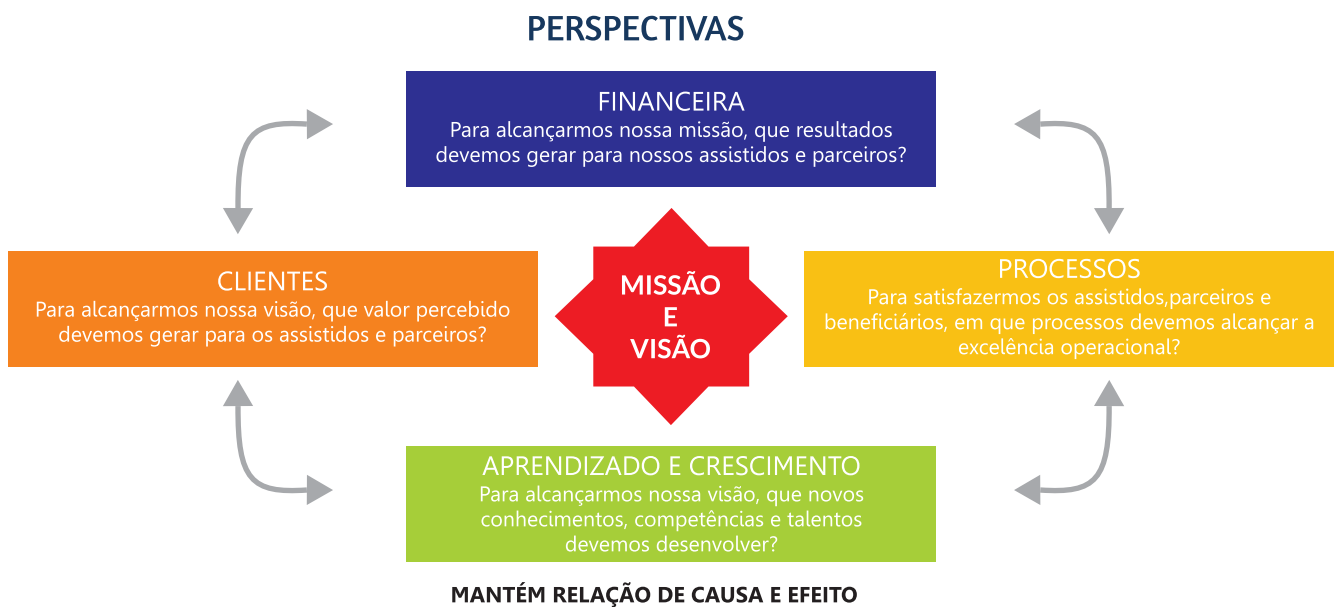 PERSPECTIVAS
FINANCEIRA
Para alcançarmos nossa missão, que resultados
devemos gerar para nossos assistidos e parceiros?
CLIENTES
Para alcançarmos nossa visão, que valor percebido
devemos gerar para os assistidos e parceiros?
MISSÃO
E
VISÃO
PROCESSOS
Para satisfazermos os assistidos,parceiros e
beneficiários, em que processos devemos alcançar a
excelência operacional?
APRENDIZADO E CRESCIMENTO
Para alcançarmos nossa visão, que novos
conhecimentos, competências e talentos
devemos desenvolver?
MANTÉM RELAÇÃO DE CAUSA E EFEITO